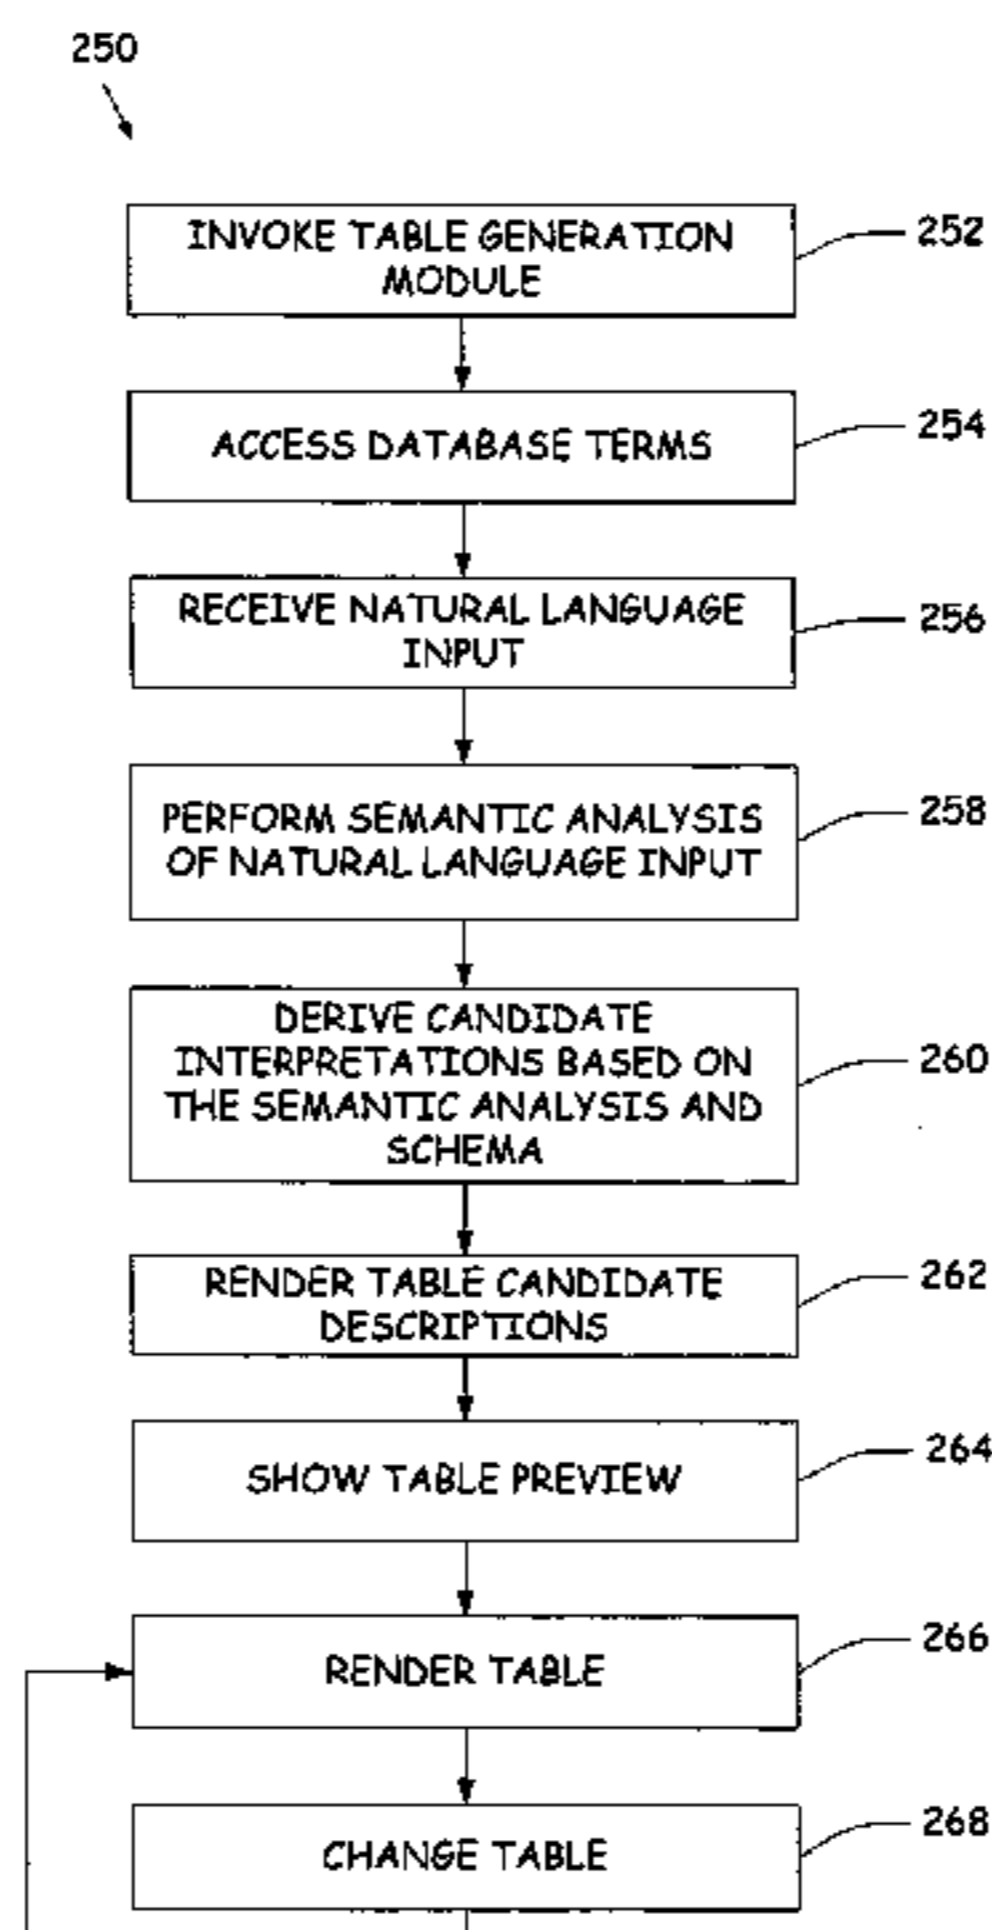 250
INVOKE TABLE GENERATION
MODULE
252
ACCESS DATABASE TERMS
254
RECEIVE NATURAL LANGUAGE
INPUT
256
PERFORM SEMANTIC ANALYSIS
OF NATURAL LANGUAGE INPUT
258
DERIVE CANDIDATE
INTERPRETATIONS BASED ON
THE SEMANTIC ANALYSIS AND
SCHEMA
260
RENDER TABLE CANDIDATE
DESCRIPTIONS
262
SHOW TABLE PREVIEW
264
RENDER TABLE
266
CHANGE TABLE
268